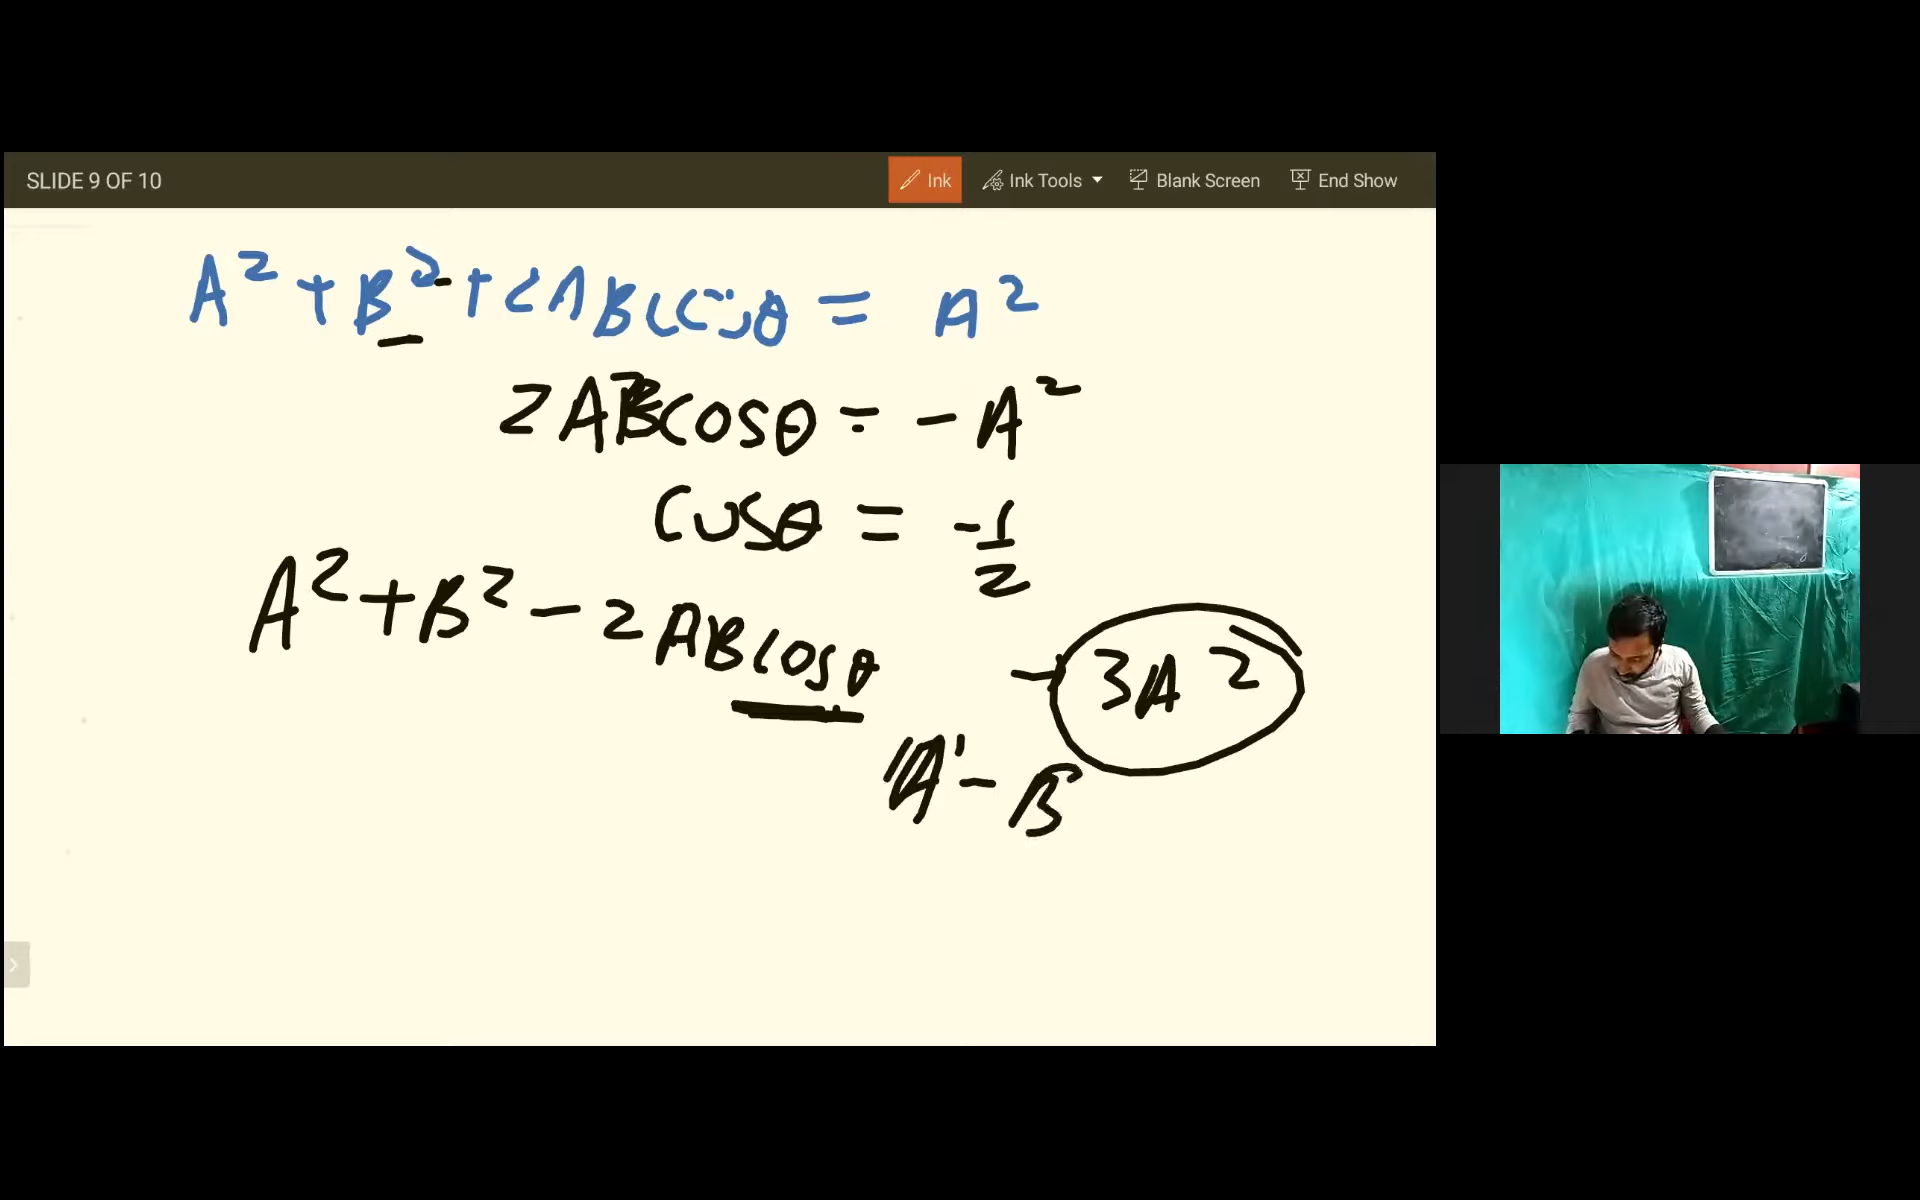 SLIDE 9 OF 10
Ink
Ink Tools
Blank Screen
End Show
A² + B² + 2ABCosθ = A²
2ABCOSθ = - A²
COSθ = -1/2
A² + B² - 2ABCOSθ
- 3A²
A - B